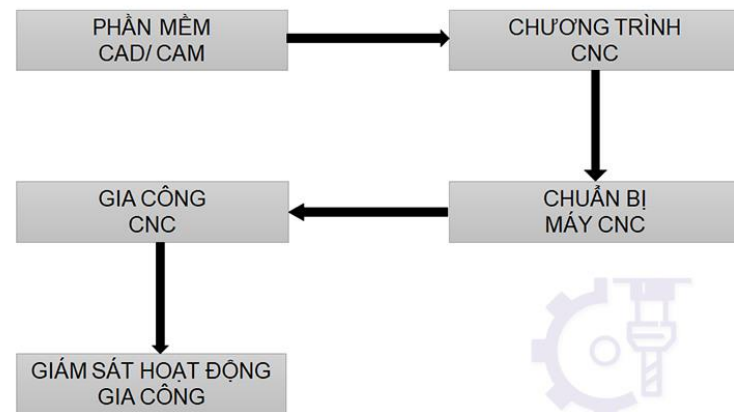 PHẦN MỀM
CAD/ CAM
CHƯƠNG TRÌNH
CNC
CHUẨN BỊ
MÁY CNC
GIA CÔNG
CNC
GIÁM SÁT HOẠT ĐỘNG
GIA CÔNG